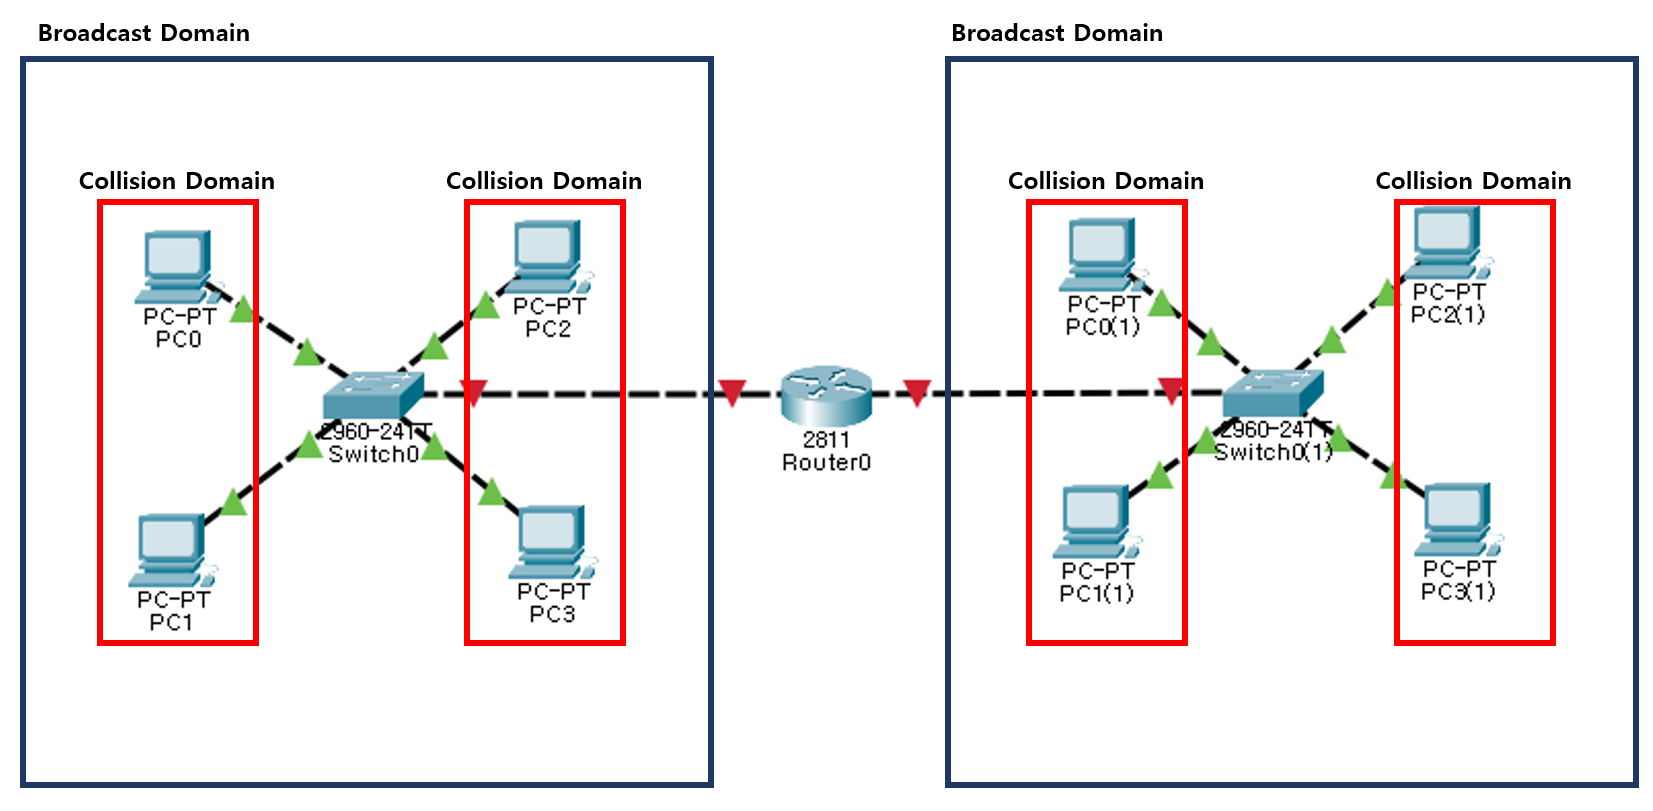 Broadcast Domain
Broadcast Domain
Collision Domain
Collision Domain
Collision Domain
Collision Domain
PC-PT
PC0
PC-PT
PC2
PC-PT
PC0(1)
PC-PT
PC2(1)
2960-24TT
Switch0
2811
Router0
2960-24TT
Switch0(1)
PC-PT
PC1
PC-PT
PC3
PC-PT
PC1(1)
PC-PT
PC3(1)